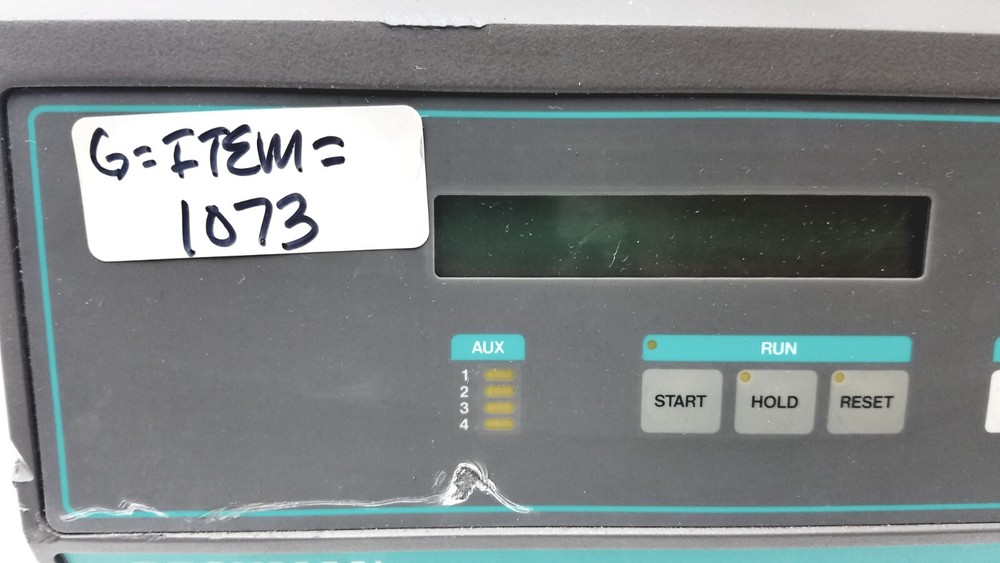 G=ITEM=
1073
AUX
1
2
3
4
RUN
START HOLD RESET